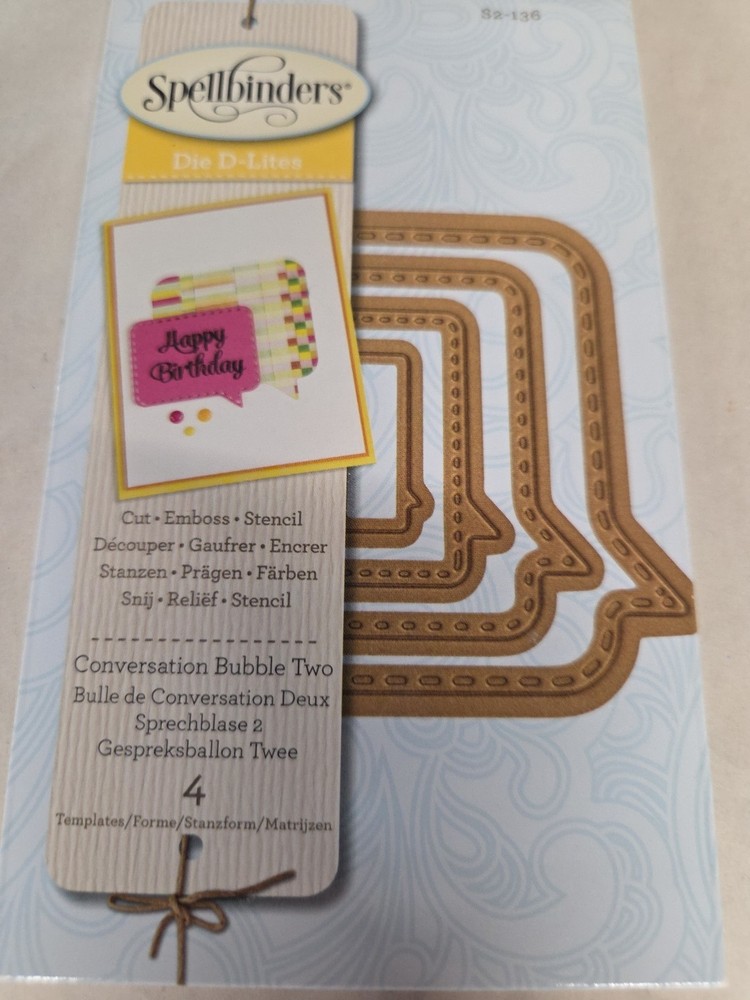 S2-136
Spellbinders®
Die D-Lites
Happy
Birthday
Cut • Emboss • Stencil
Découper • Gaufrer • Encrer
Stanzen • Prägen • Färben
Snij • Reliëf • Stencil
Conversation Bubble Two
Bulle de Conversation Deux
Sprechblase 2
Gespreksballon Twee
4
Templates/Forme/Stanzform/Matrijzen